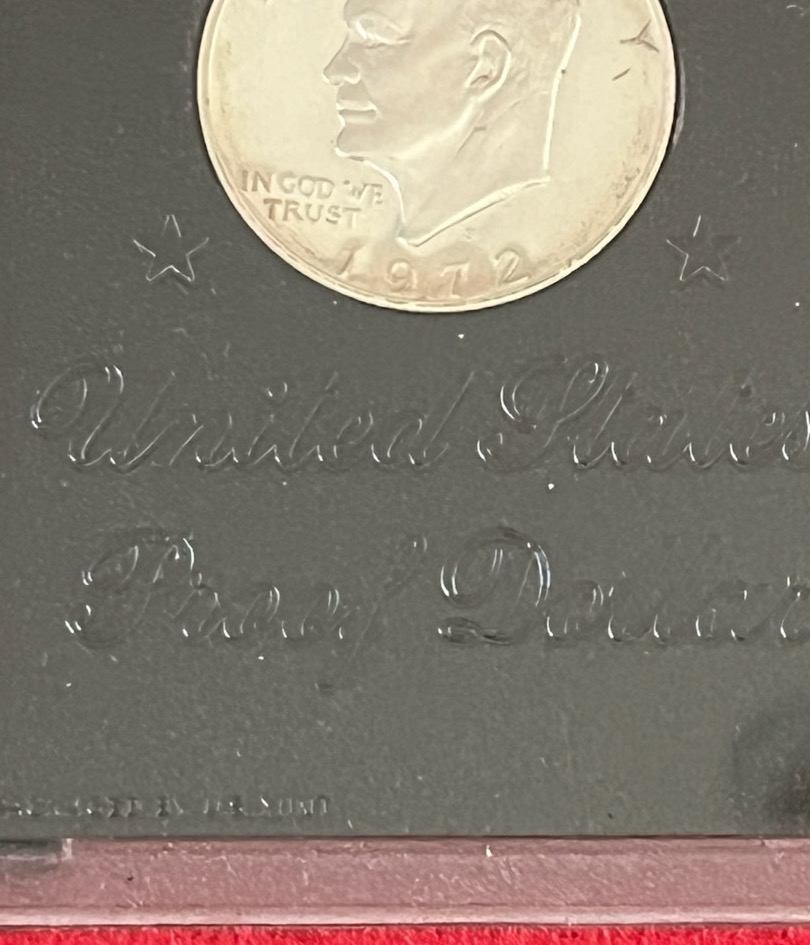 Y
IN GOD WE
TRUST
S
1972
United States
Proof Dollar